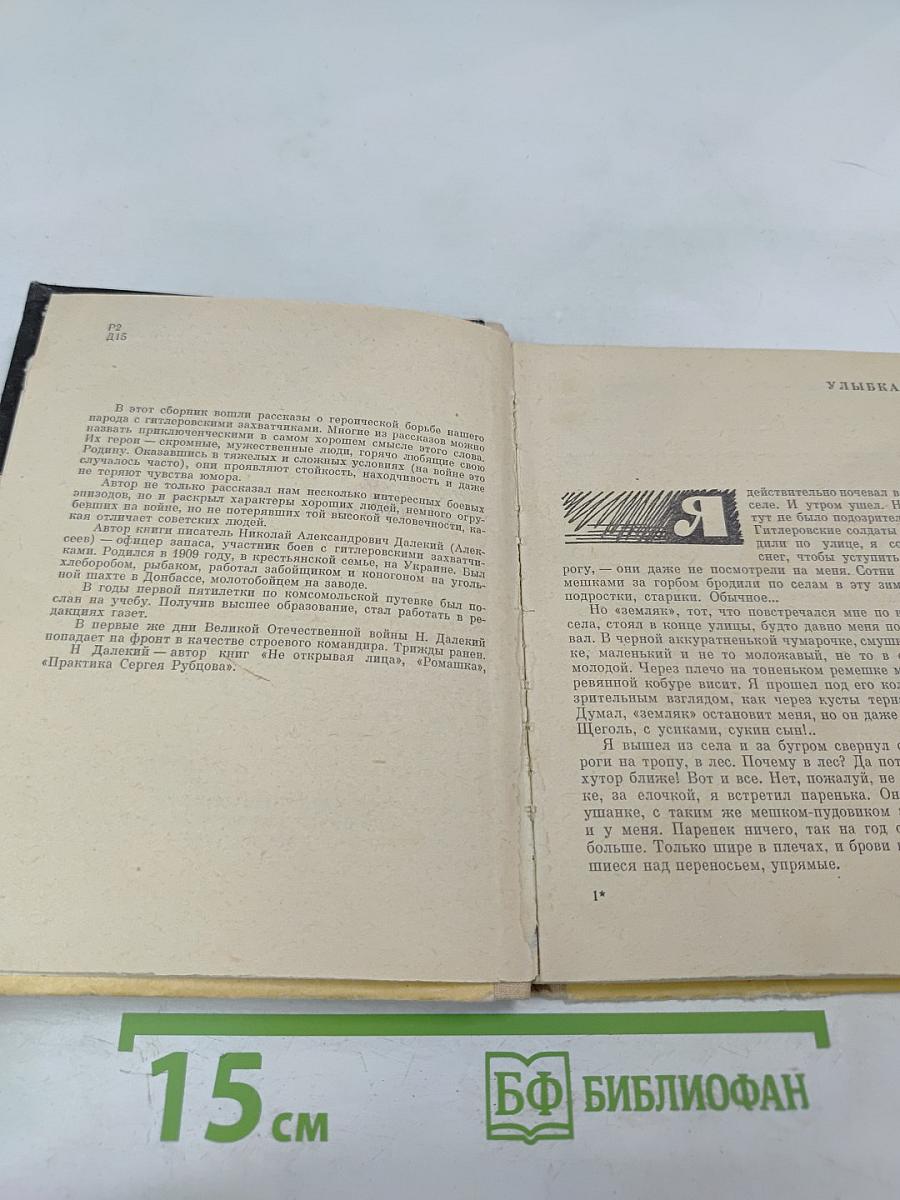 Р2
Д15
В этот сборник вошли рассказы о героической борьбе нашего
народа с гитлеровскими захватчиками. Многие из рассказов можно
назвать приключенческими в самом хорошем смысле этого слова.
Их герои — скромные, мужественные люди, горячо любящие свою
Родину. Оказавшись в тяжелых и сложных условиях (на войне это
случалось часто), они проявляют стойкость, находчивость и даже
не теряют чувства юмора.
Автор не только рассказал нам несколько интересных боевых
эпизодов, но и раскрыл характеры хороших людей, немного огру-
бевших на войне, но не потерявших той высокой человечности, ка-
кая отличает советских людей.
Автор книги писатель Николай Александрович Далекий (Алек-
сеев) — офицер запаса, участник боев с гитлеровскими захватчи-
ками. Родился в 1909 году, в крестьянской семье, на Украине. Был
хлеборобом, рыбаком, работал забойщиком и коногоном на уголь-
ной шахте в Донбассе, молотобойцем на заводе.
В годы первой пятилетки по комсомольской путевке был по-
слан на учебу. Получив высшее образование, стал работать в ре-
дакциях газет.
В первые же дни Великой Отечественной войны Н. Далекий
попадает на фронт в качестве строевого командира. Трижды ранен.
Н Далекий — автор книг «Не открывая лица», «Ромашка»,
«Практика Сергея Рубцова».
УЛЫБКА
Я действительно ночевал в
селе. И утром ушел. Н
тут не было подозрител
Гитлеровские солдаты
дили по улице, я со
снег, чтобы уступить
рогу, — они даже не посмотрели на меня. Сотни
мешками за горбом бродили по селам в эту зим
подростки, старики. Обычное...
Но «земляк», тот, что повстречался мне по
села, стоял в конце улицы, будто давно меня по
вал. В черной аккуратненькой чумарочке, смуш
ке, маленький и не то моложавый, не то в
молодой. Через плечо на тоненьком ремешке м
ревянной кобуре висит. Я прошел под его кол
зрительным взглядом, как через кусты терн
Думал, «земляк» остановит меня, но он даже
Щеголь, с усиками, сукин сын!..
Я вышел из села и за бугром свернул с
роги на тропу, в лес. Почему в лес? Да пот
хутор ближе! Вот и все. Нет, пожалуй, не
ке, за елочкой, я встретил паренька. Он
ушанке, с таким же мешком-пудовиком
и у меня. Паренек ничего, так на год с
больше. Только шире в плечах, и брови
шиеся над переносьем, упрямые.
1*
15 см
БФ БИБЛИОФАН